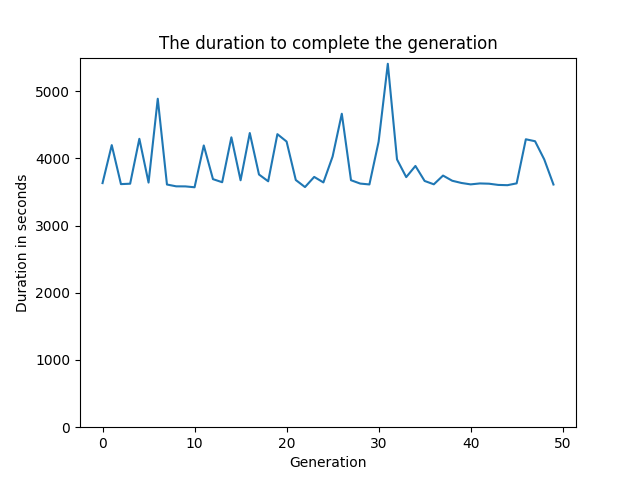 The duration to complete the generation
Duration in seconds
5000
4000
3000
2000
1000
0
0 10 20 30 40 50
Generation